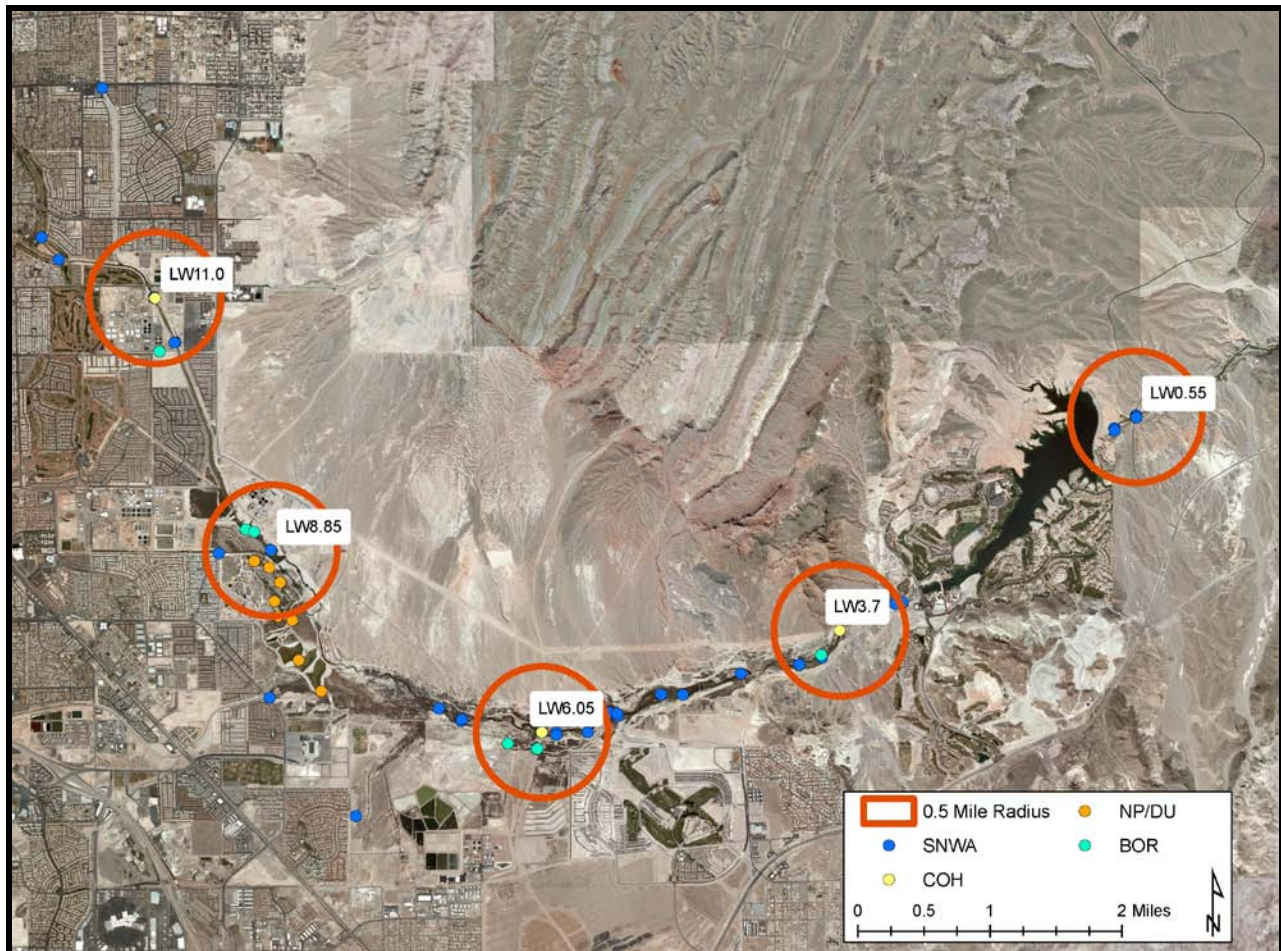 LW11.0
LW0.55
LW8.85
LW3.7
LW6.05
0.5 Mile Radius
NP/DU
SNWA
BOR
COH
N
0 0.5 1 2 Miles